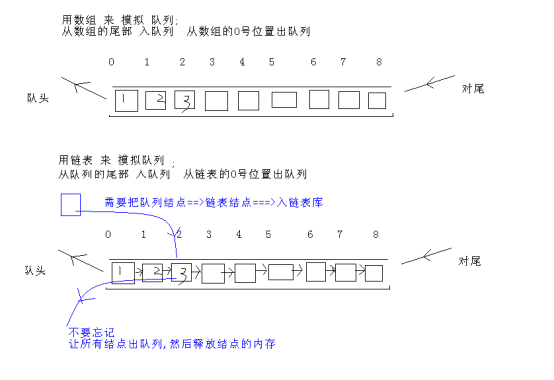 用数组 来 模拟 队列;
从数组的尾部 入队列 从数组的0号位置出队列
0 1 2 3 4 5 6 7 8
队头 1 2 3 对尾
用链表 来 模拟队列 ;
从队列的尾部 入队列 从链表的0号位置出队列
需要把队列结点==>链表结点===>入链表库
0 1 2 3 4 5 6 7 8
队头 1 2 3 对尾
不要忘记
让所有结点出队列,然后释放结点的内存